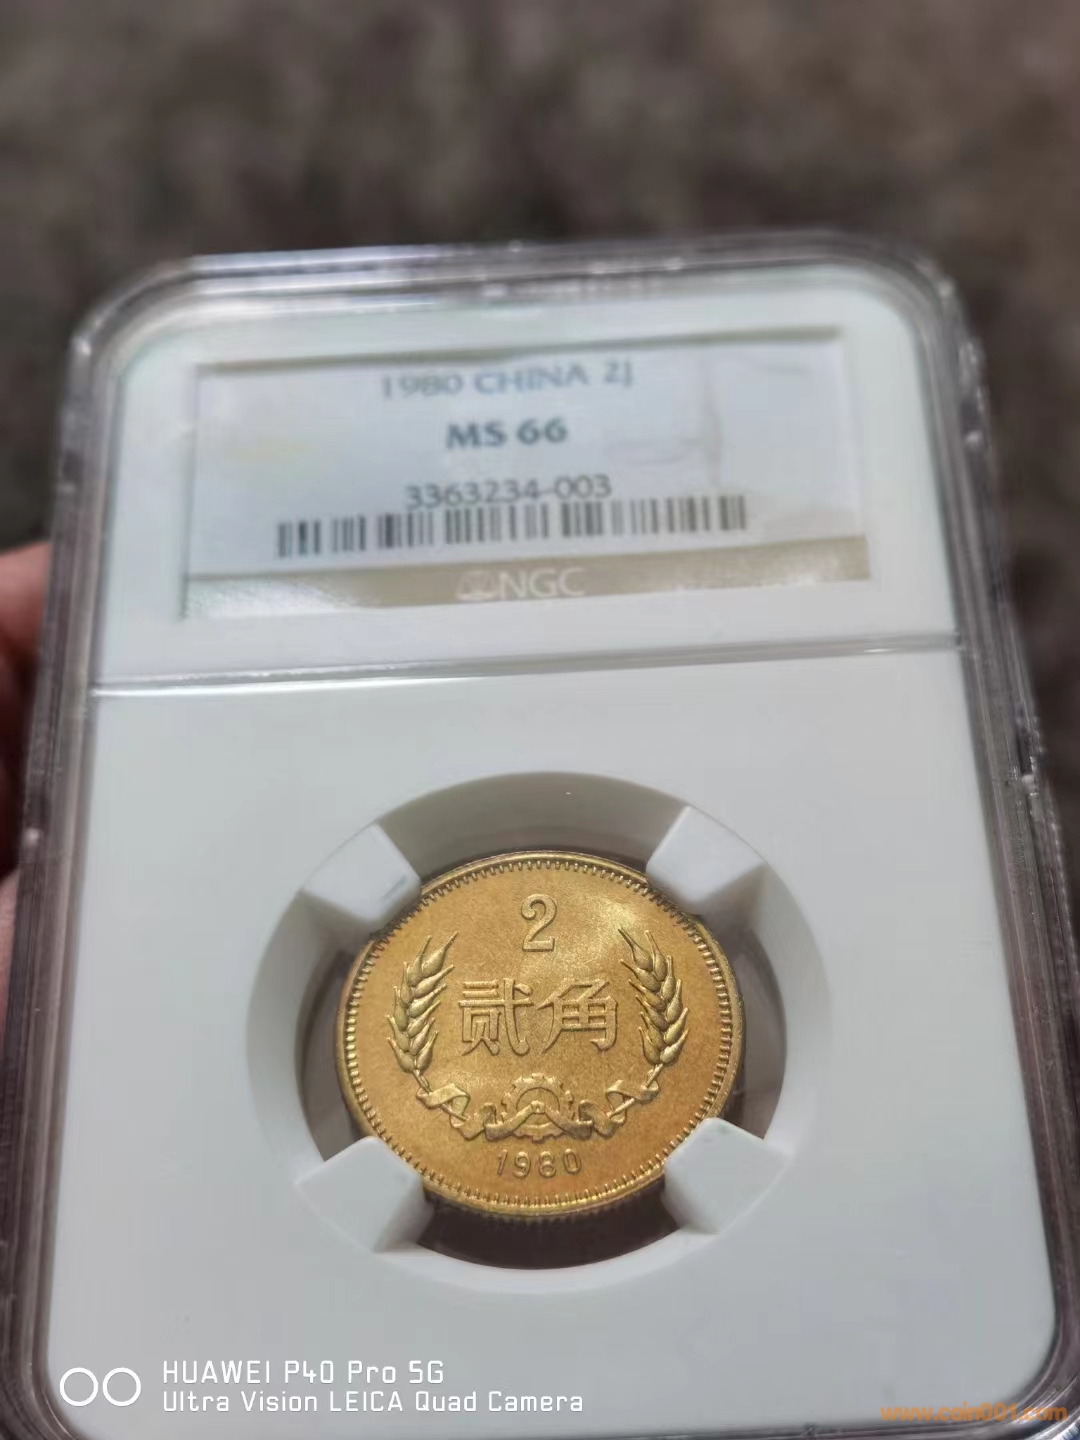 1980 CHINA 2J
MS 66
3363234-003
NGC
2
贰角
1980
HUAWEI P40 Pro 5G
Ultra Vision LEICA Quad Camera
www.coin001.com